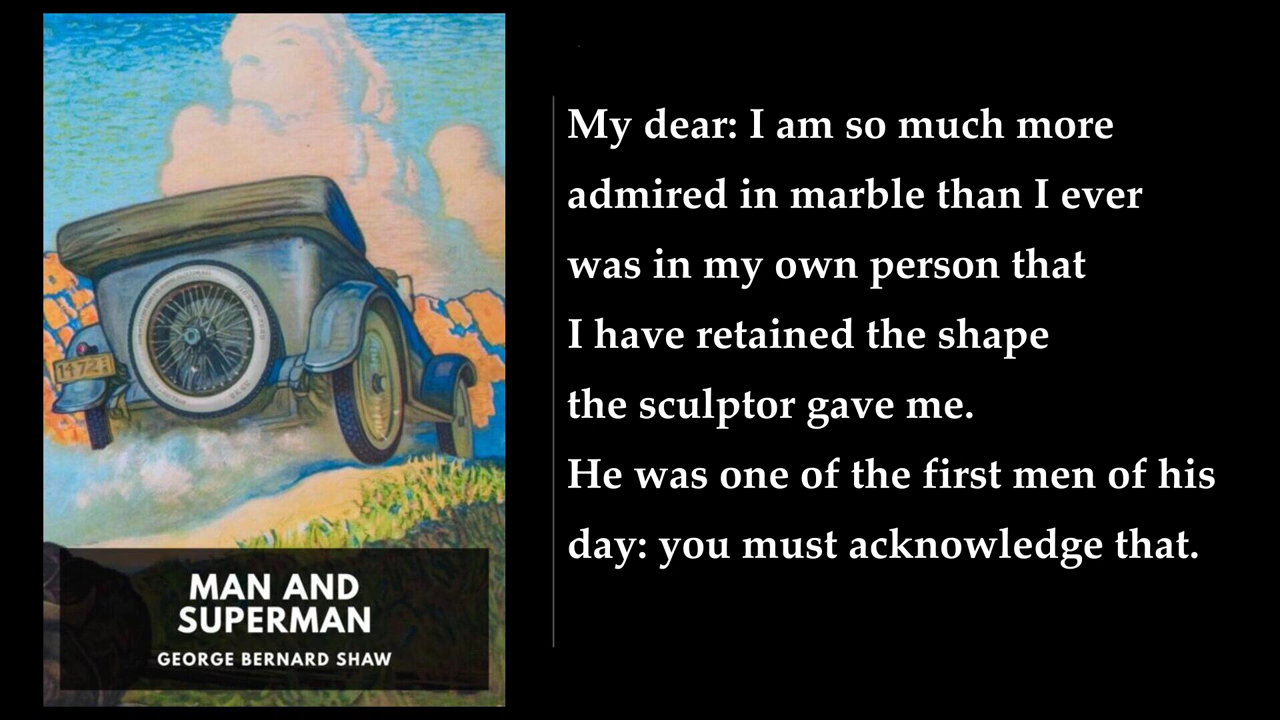 My dear: I am so much more
admired in marble than I ever
was in my own person that
I have retained the shape
the sculptor gave me.
He was one of the first men of his
day: you must acknowledge that.
1472
MAN AND
SUPERMAN
GEORGE BERNARD SHAW